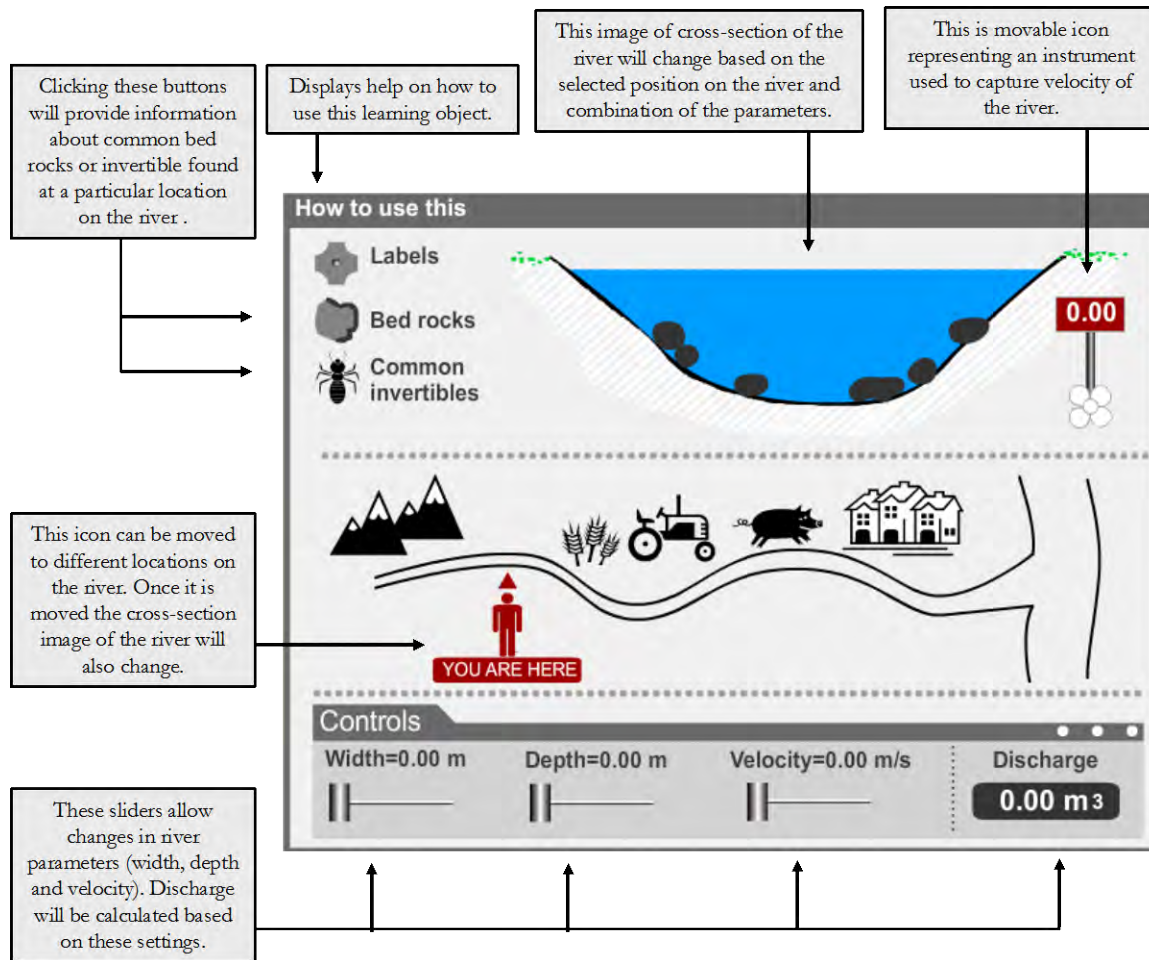 This image of cross-section of the
river will change based on the
selected position on the river and
combination of the parameters.
This is movable icon
representing an instrument
used to capture velocity of
the river.
Clicking these buttons
will provide information
about common bed
rocks or invertible found
at a particular location
on the river .
Displays help on how to
use this learning object.
How to use this
Labels
Bed rocks
Common
invertibles
0.00
This icon can be moved
to different locations on
the river. Once it is
moved the cross-section
image of the river will
also change.
YOU ARE HERE
Controls
Width=0.00 m
Depth=0.00 m
Velocity=0.00 m/s
Discharge
0.00 m3
These sliders allow
changes in river
parameters (width, depth
and velocity). Discharge
will be calculated based
on these settings.